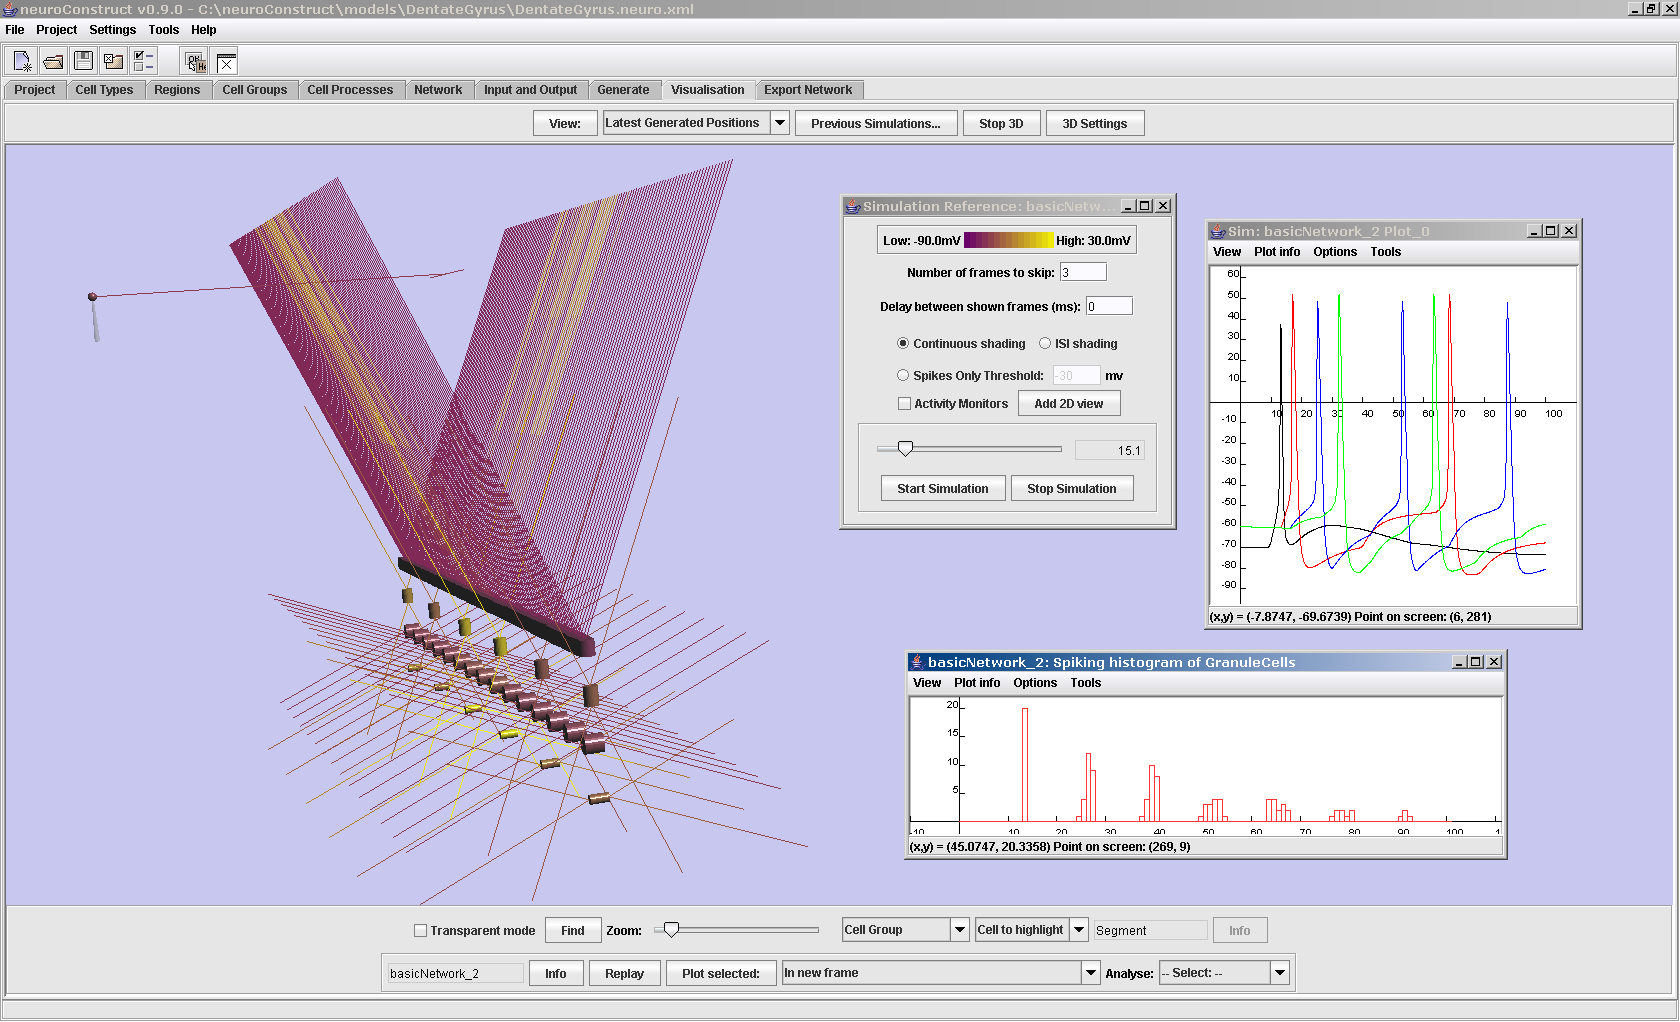 neuroConstruct v0.9.0 - C:\neuroConstruct\models\DentateGyrus\DentateGyrus.neuro.xml
File Project Settings Tools Help
Project Cell Types Regions Cell Groups Cell Processes Network Input and Output Generate Visualisation Export Network
View: Latest Generated Positions Previous Simulations... Stop 3D 3D Settings
Simulation Reference: basicNetw...
Low: -90.0mV High: 30.0mV
Number of frames to skip: 3
Delay between shown frames (ms): 0
Continuous shading ISI shading
Spikes Only Threshold: -30 mv
Activity Monitors Add 2D view
15.1
Start Simulation Stop Simulation
Sim: basicNetwork_2 Plot_0
View Plot info Options Tools
60
50
40
30
20
10
10 20 30 40 50 60 70 80 90 100
-10
-20
-30
-40
-50
-60
-70
-80
-90
(x,y) = (-7.8747, -69.6739) Point on screen: (6, 281)
basicNetwork_2: Spiking histogram of GranuleCells
View Plot info Options Tools
20
15
10
5
-10 10 20 30 40 50 60 70 80 90 100
(x,y) = (45.0747, 20.3358) Point on screen: (269, 9)
Transparent mode Find Zoom: Cell Group Cell to highlight Segment Info
basicNetwork_2 Info Replay Plot selected: In new frame Analyse: -- Select: --